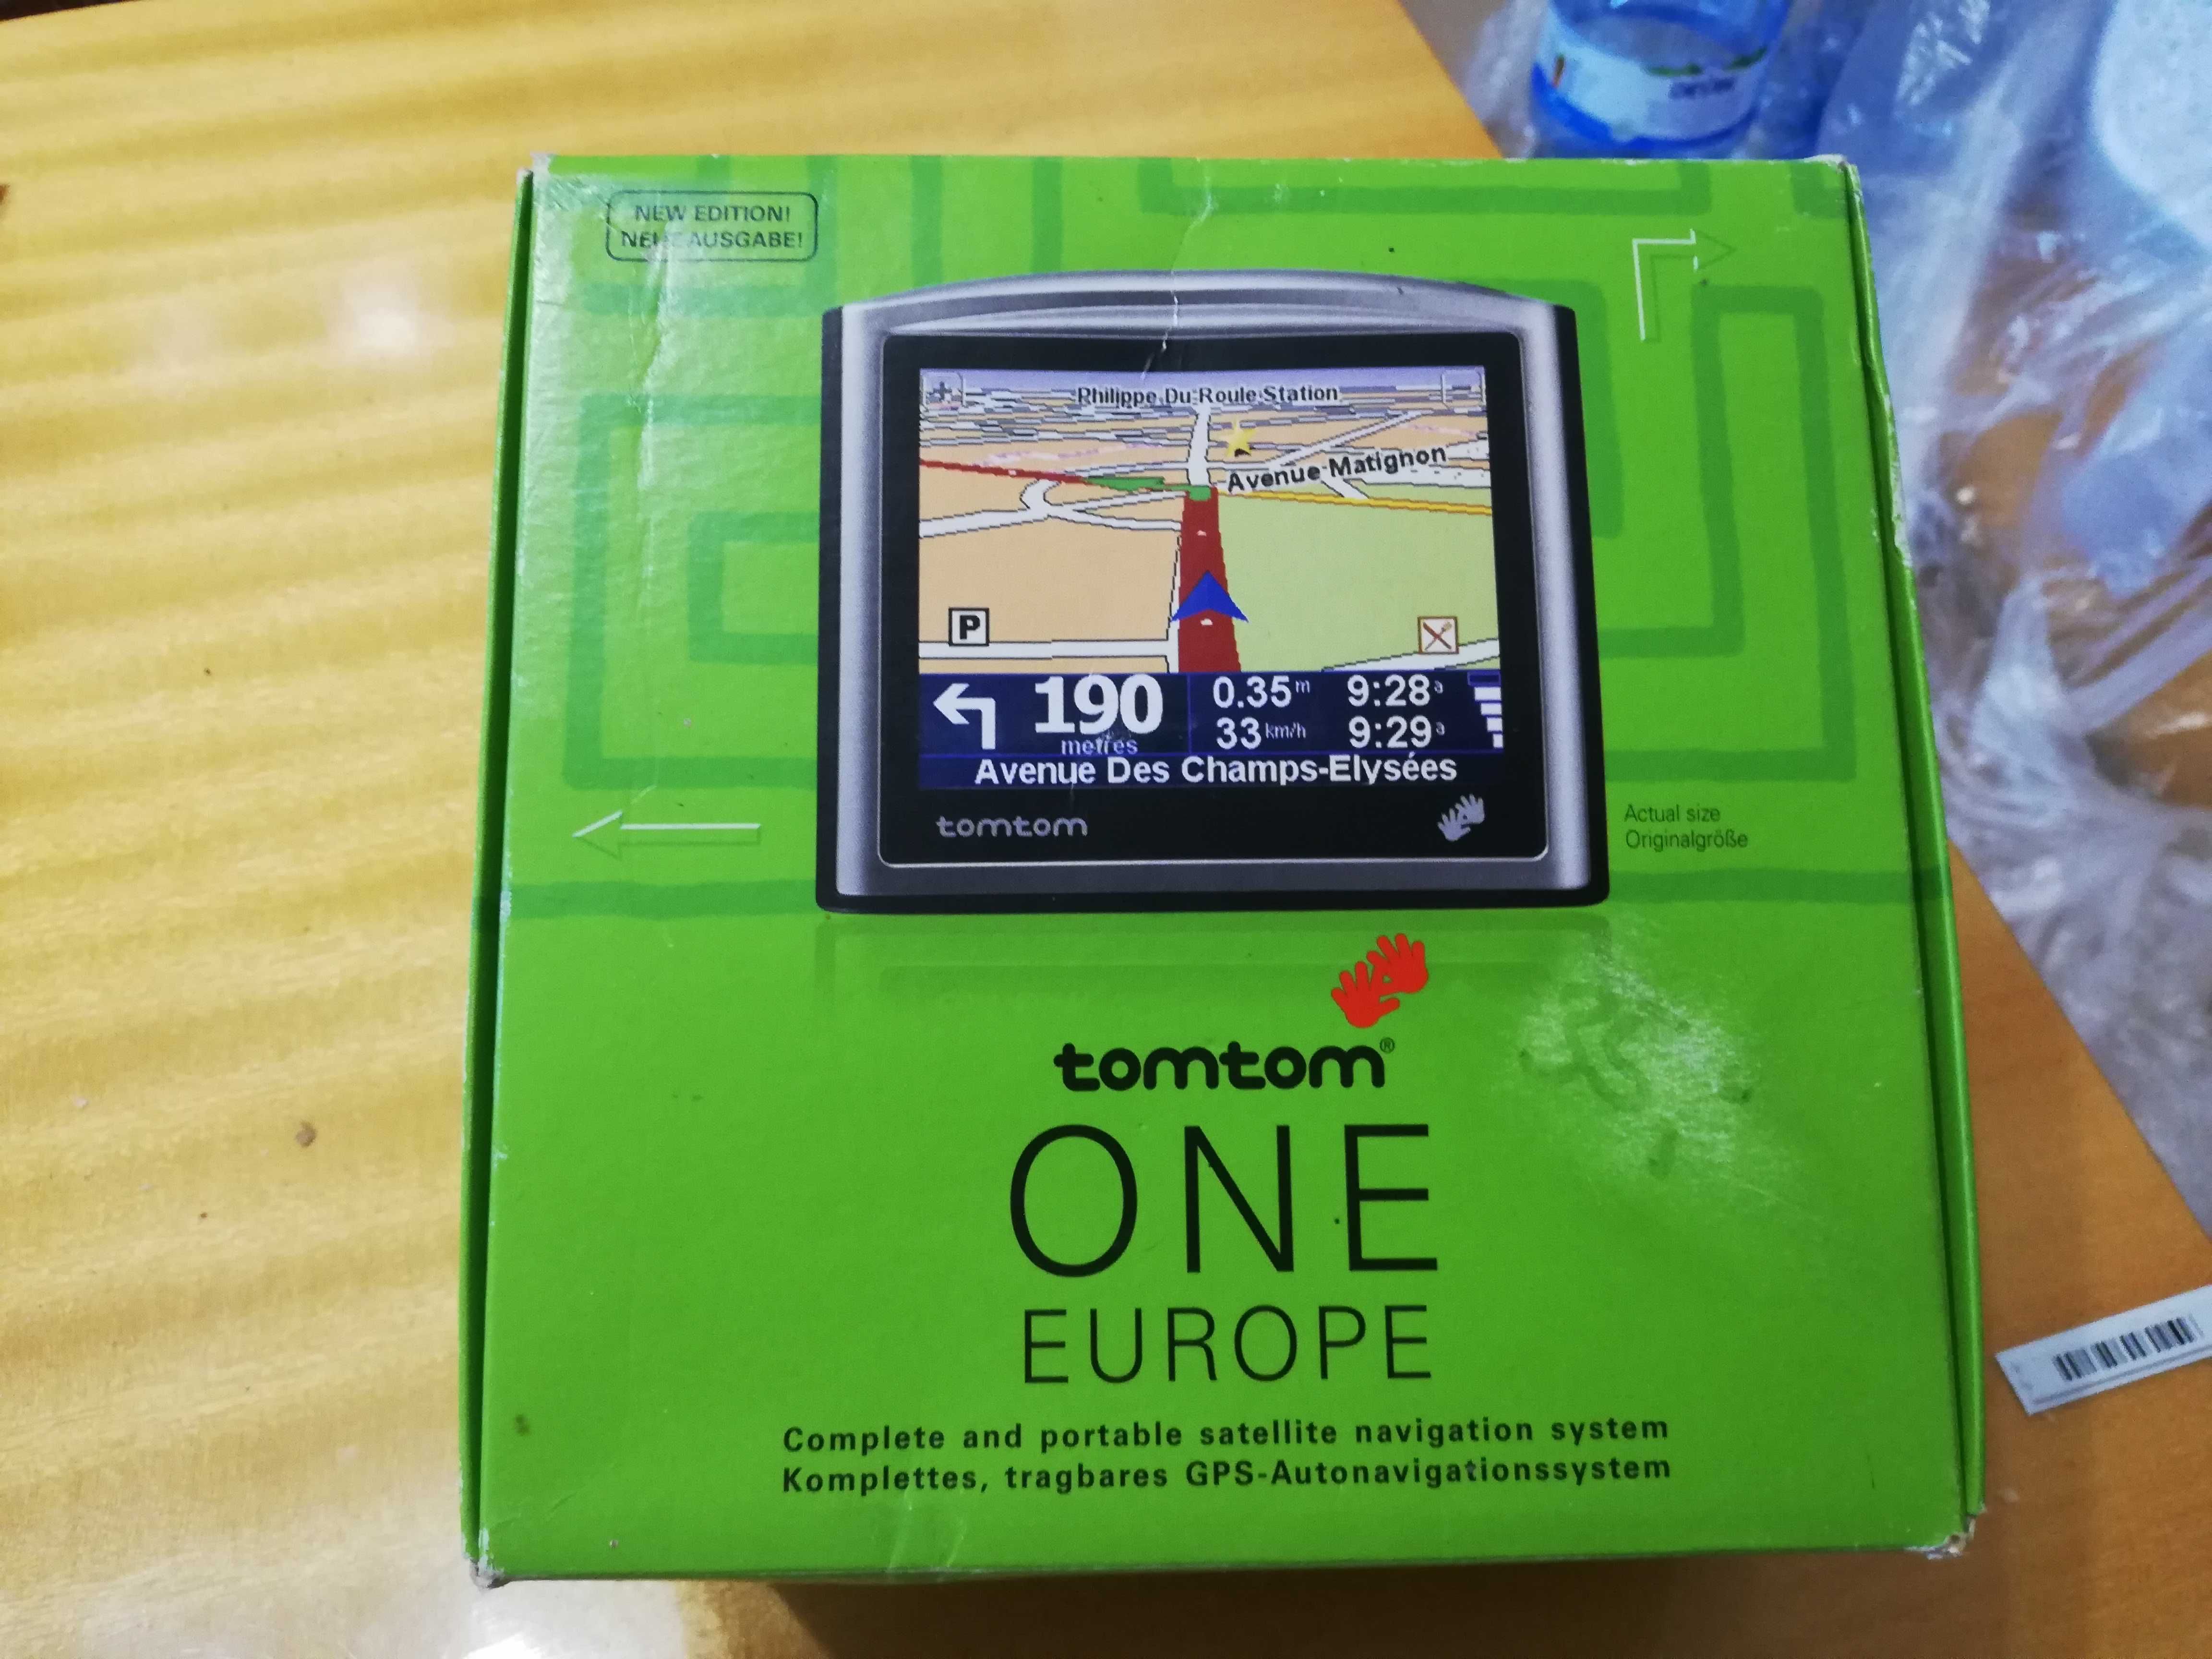 NEW EDITION!
NEUE AUSGABE!
Philippe Du Roule Station
Avenue Matignon
P
190
metres
0.35 m
9:28 a
33 km/h
9:29 a
Avenue Des Champs-Elysées
tomtom
Actual size
Originalgröße
tomtom®
ONE
EUROPE
Complete and portable satellite navigation system
Komplettes, tragbares GPS-Autonavigationssystem